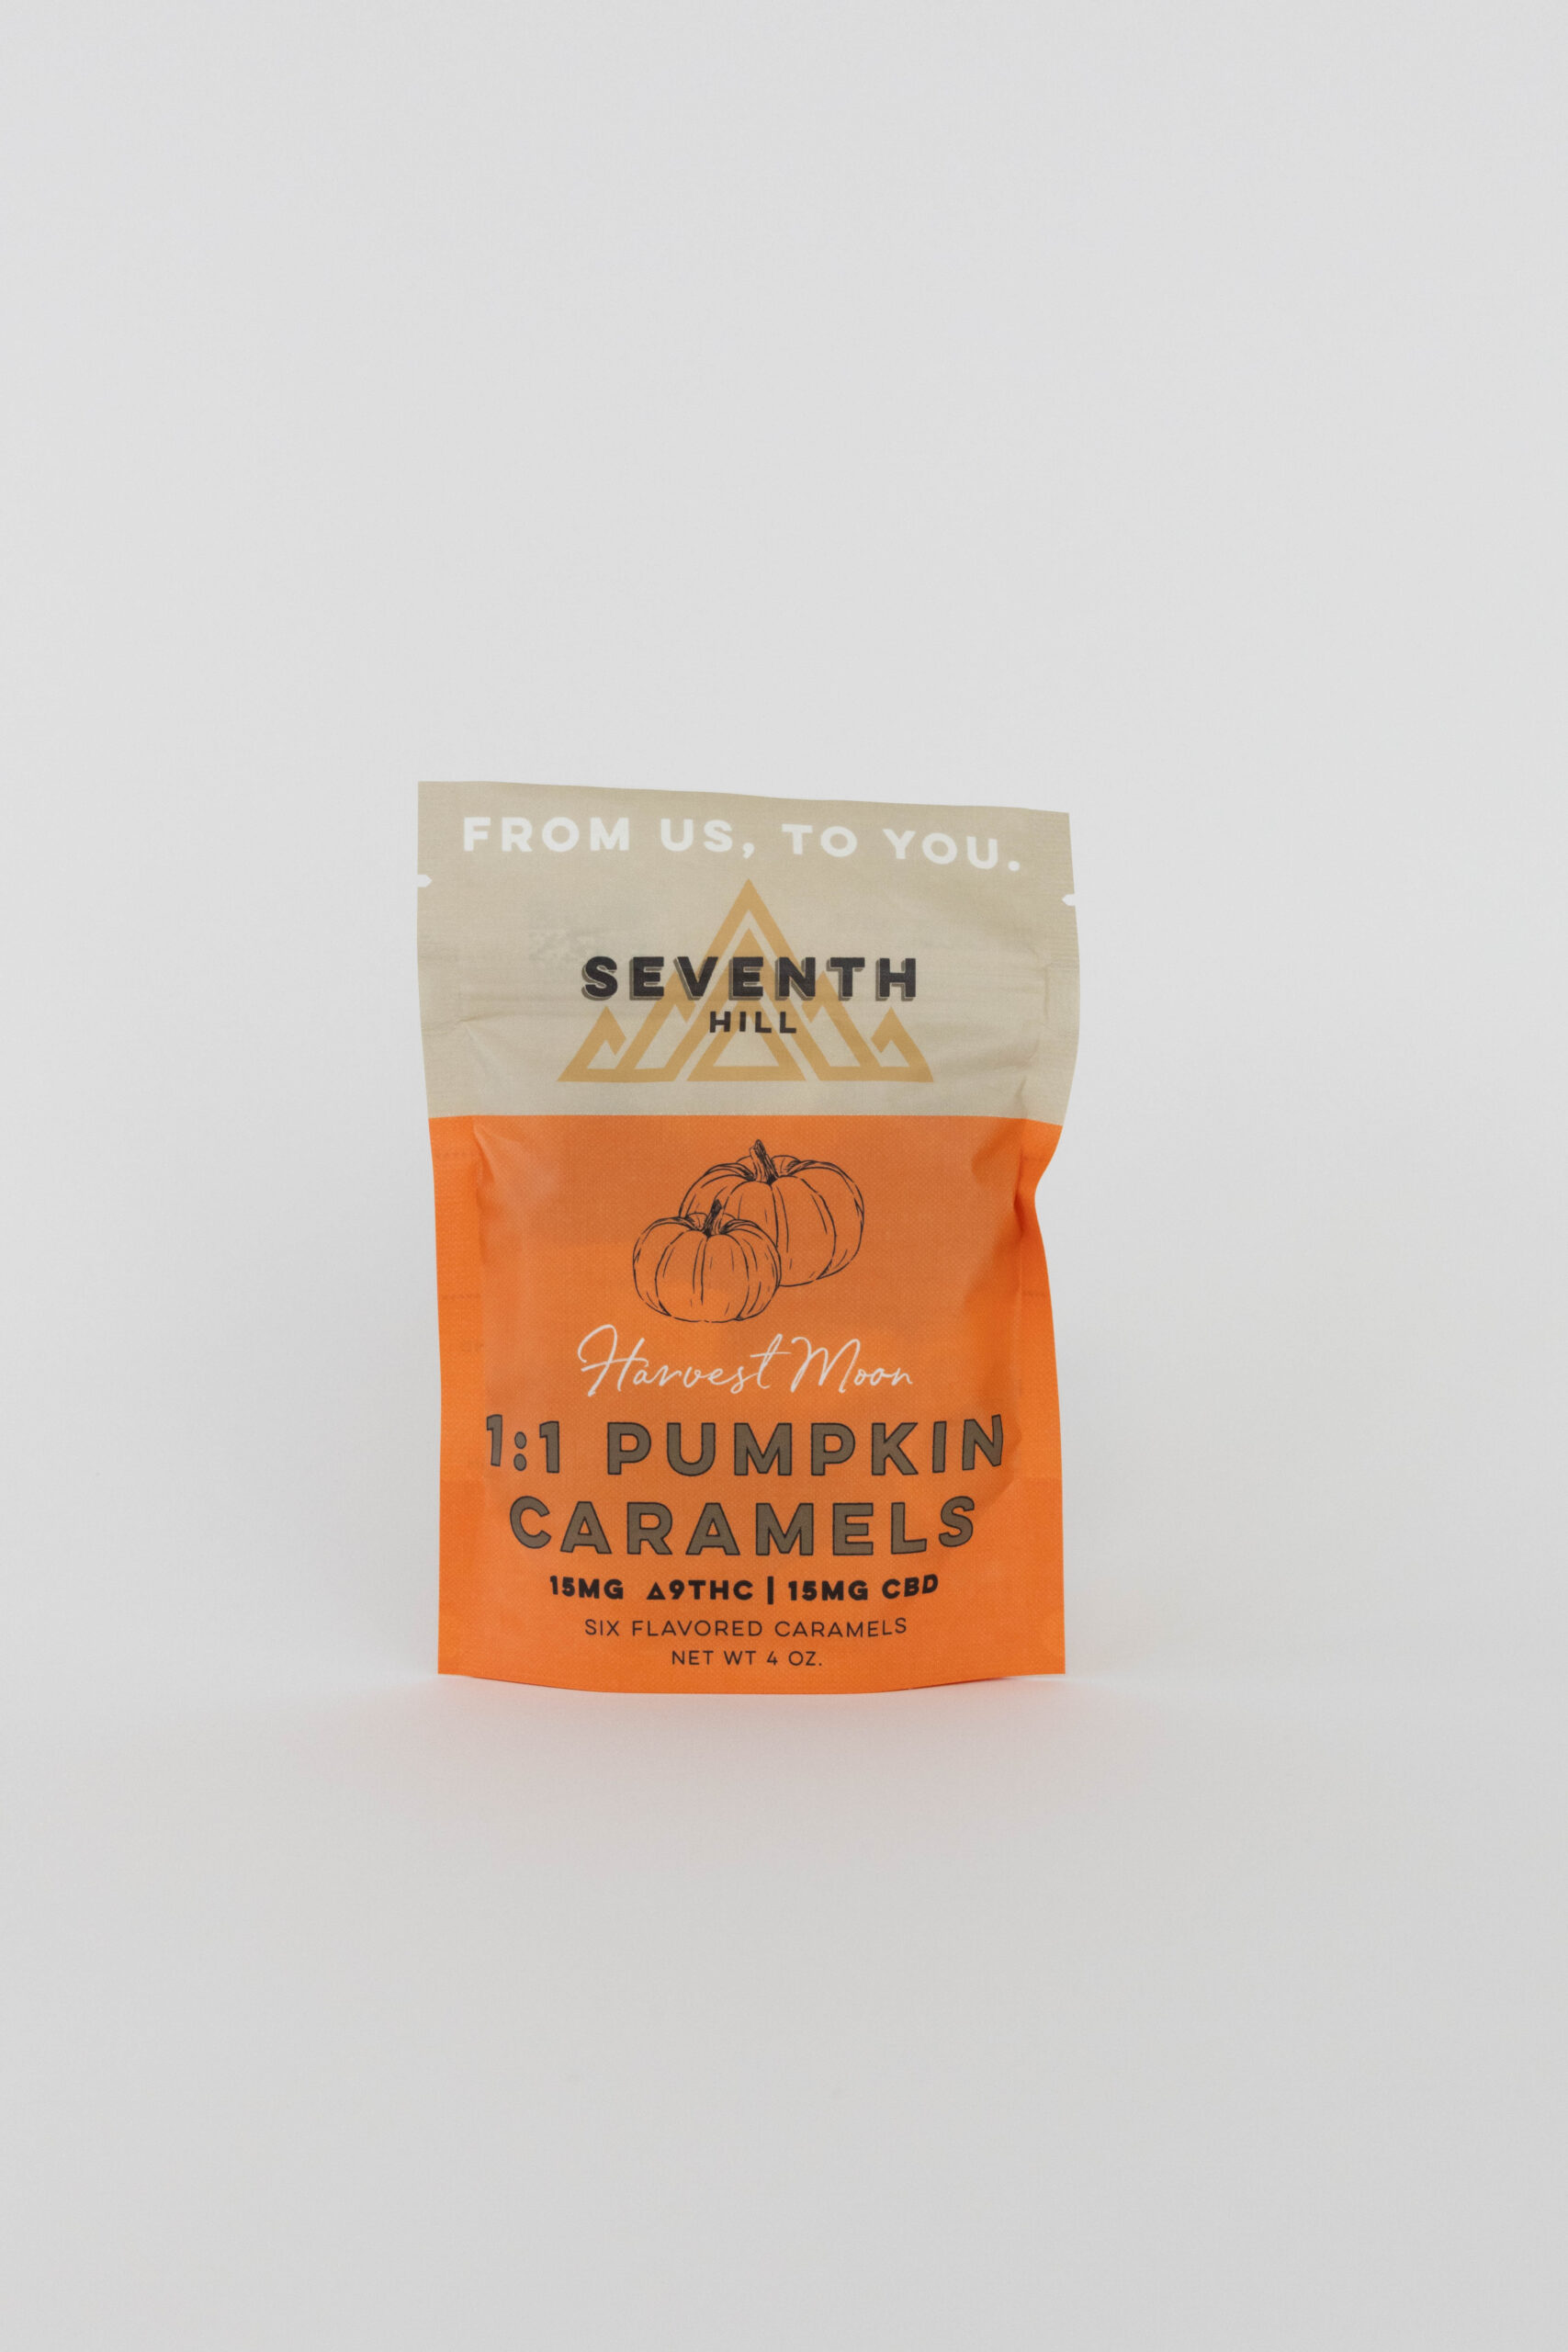 FROM US, TO YOU.
SEVENTH
HILL
Harvest Moon
1:1 PUMPKIN
CARAMELS
15MG Δ9THC | 15MG CBD
SIX FLAVORED CARAMELS
NET WT 4 OZ.